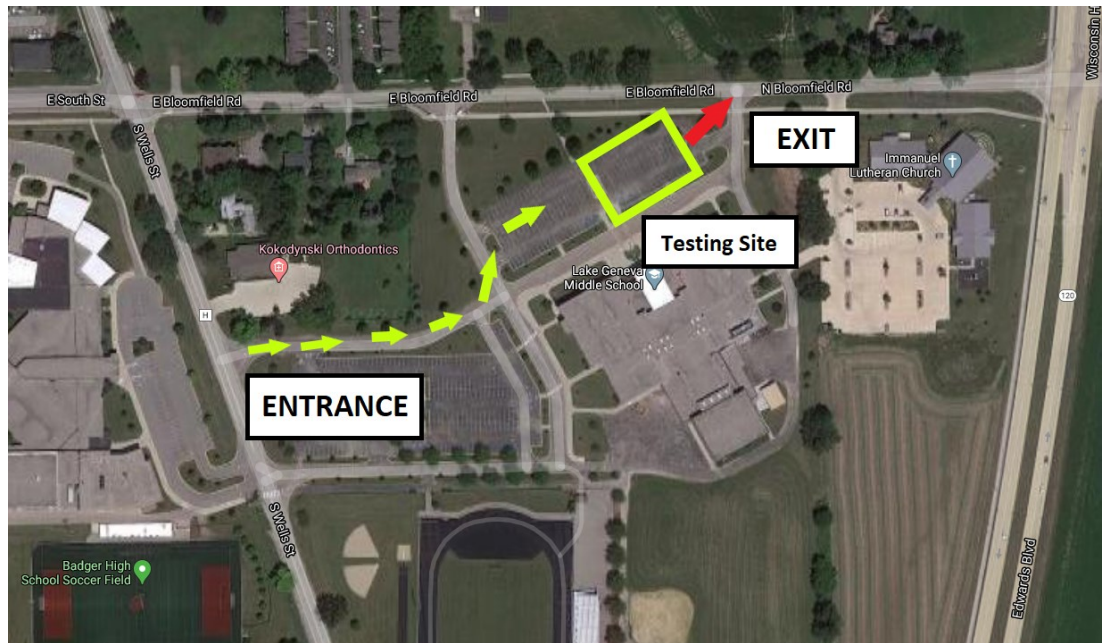 E South St
E Bloomfield Rd
E Bloomfield Rd
E Bloomfield Rd
N Bloomfield Rd
Wisconsin H
S Wells St
EXIT
Immanuel
Lutheran Church
Testing Site
Kokodynski Orthodontics
Lake Geneva
Middle School
H
120
ENTRANCE
S Wells St
Badger High
School Soccer Field
Edwards Blvd